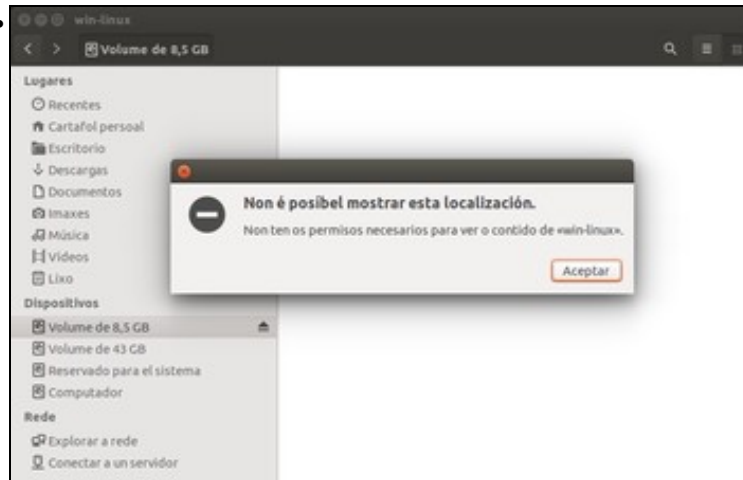 win-linux
Volume de 8,5 GB
Lugares
Recentes
Cartafol persoal
Escritorio
Descargas
Documentos
Imaxes
Música
Vídeos
Lixo
Dispositivos
Volume de 8,5 GB
Volume de 43 GB
Reservado para el sistema
Computador
Rede
Explorar a rede
Conectar a un servidor
Non é posíbel mostrar esta localización.
Non ten os permisos necesarios para ver o contido de «win-linux».
Aceptar